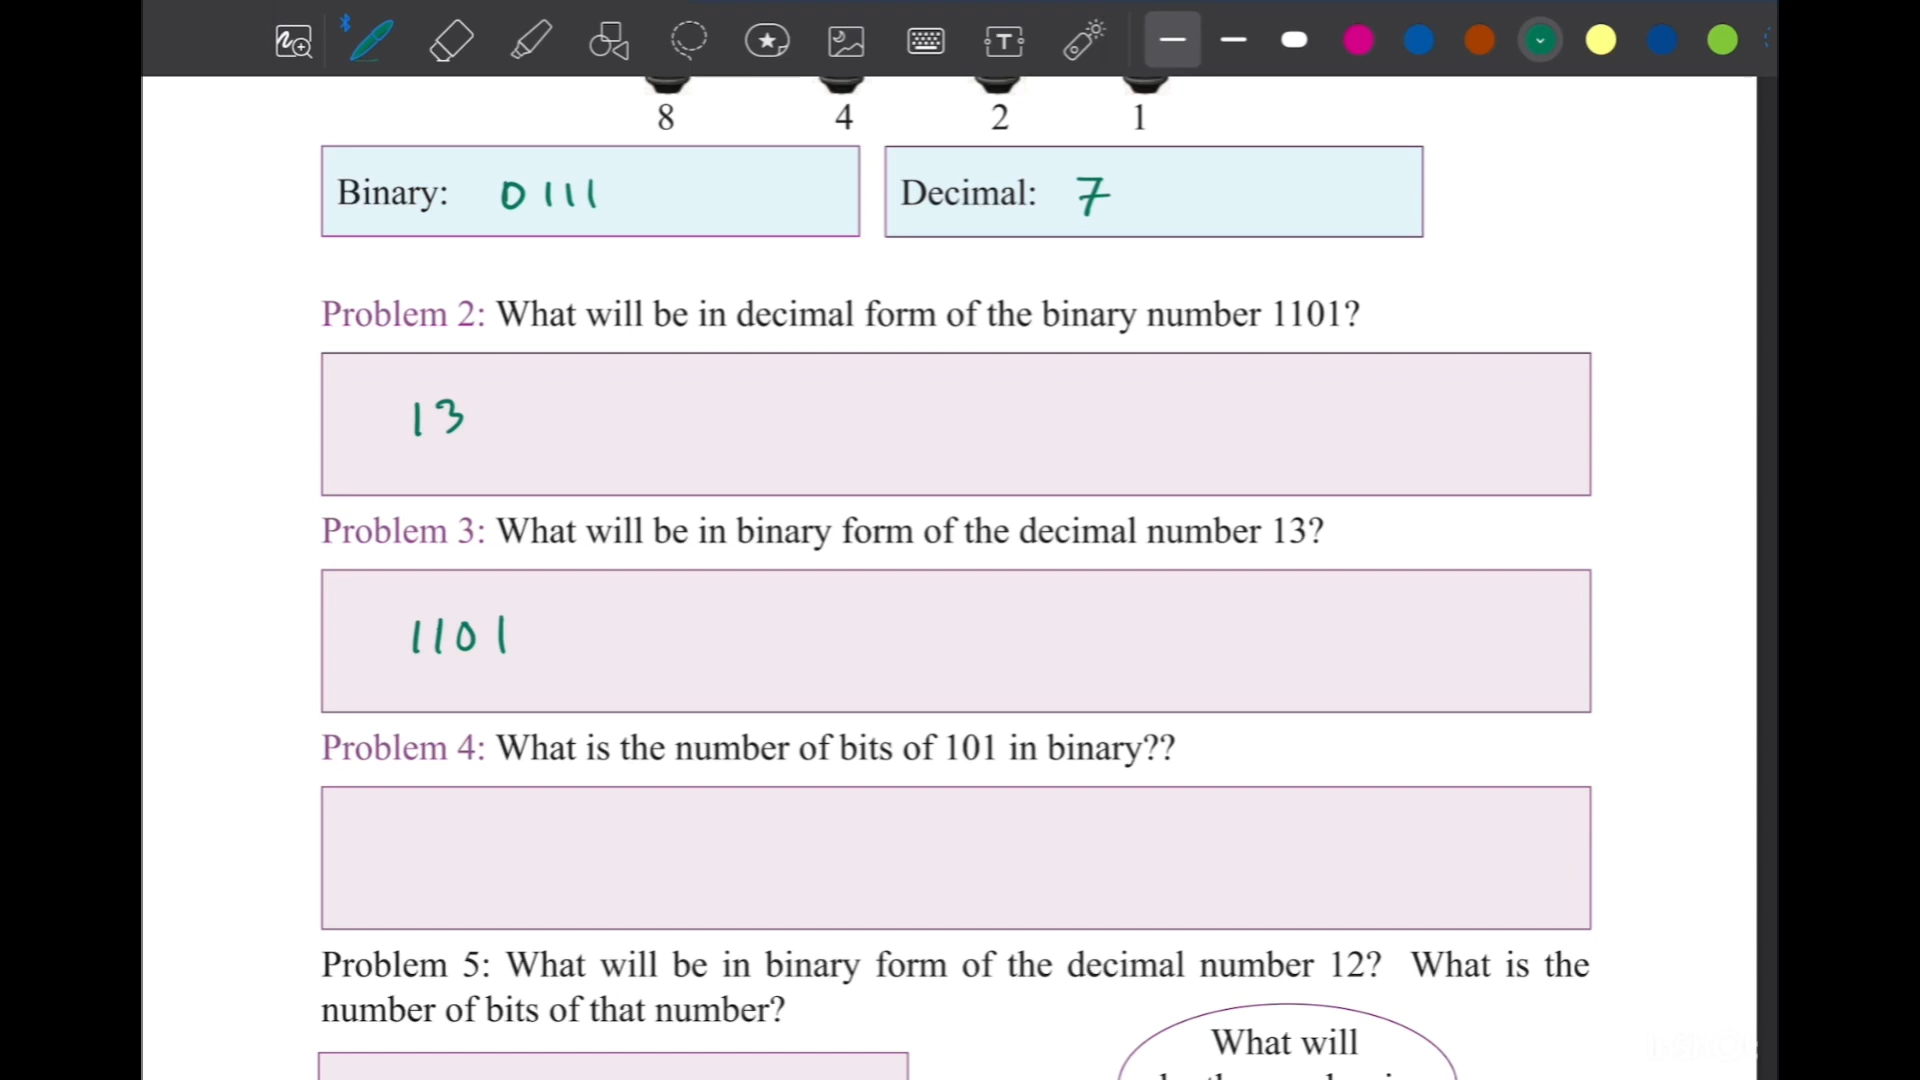 8 4 2 1
Binary: 0111 Decimal: 7
Problem 2: What will be in decimal form of the binary number 1101?
13
Problem 3: What will be in binary form of the decimal number 13?
1101
Problem 4: What is the number of bits of 101 in binary??
Problem 5: What will be in binary form of the decimal number 12? What is the
number of bits of that number?
What will